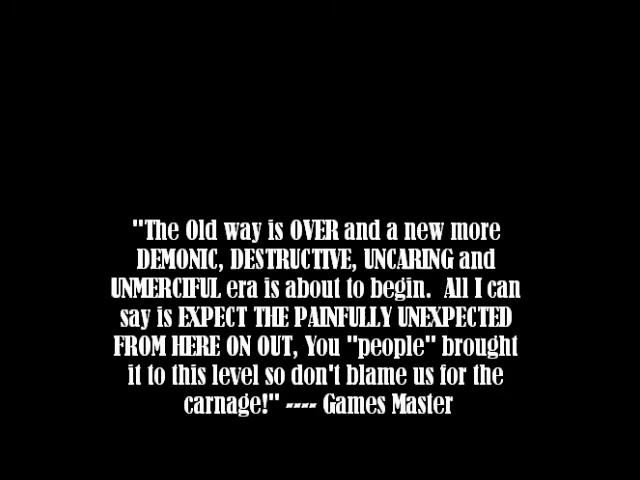 "The Old way is OVER and a new more
DEMONIC, DESTRUCTIVE, UNCARING and
UNMERCIFUL era is about to begin.  All I can
say is EXPECT THE PAINFULLY UNEXPECTED
FROM HERE ON OUT, You "people" brought
it to this level so don't blame us for the
carnage!" ---- Games Master